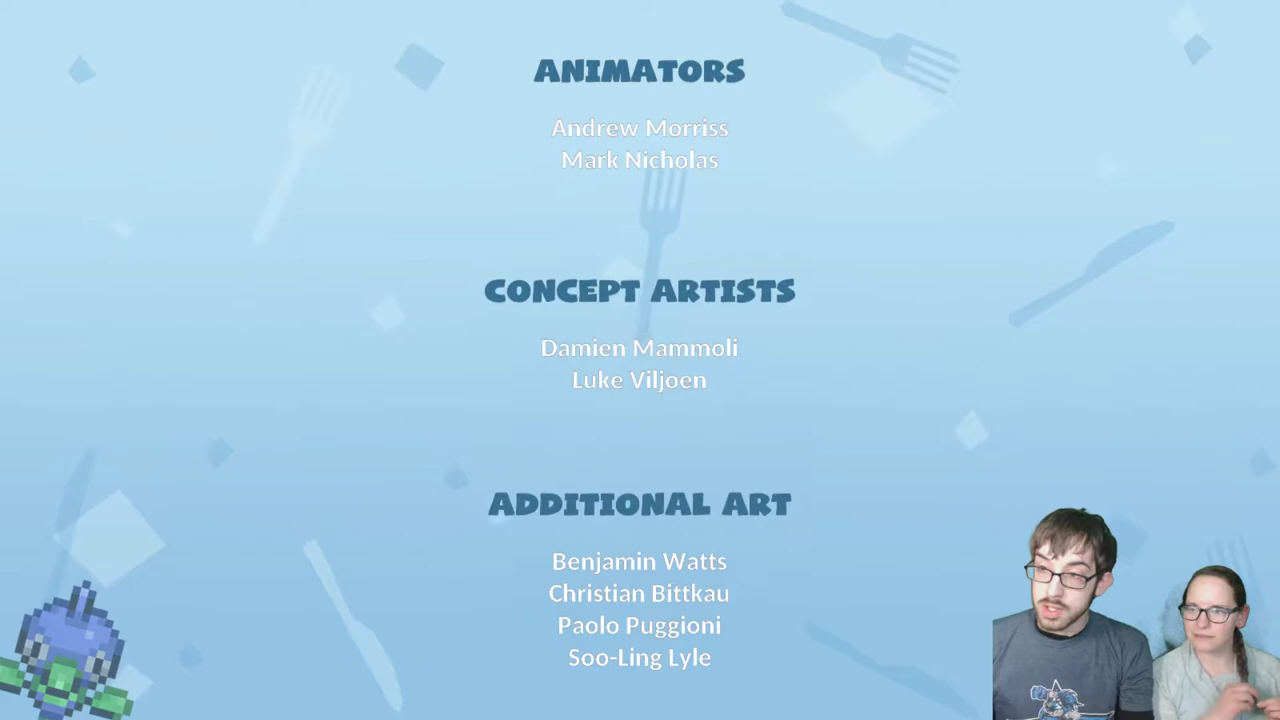 ANIMATORS
Andrew Morriss
Mark Nicholas
CONCEPT ARTISTS
Damien Mammoli
Luke Viljoen
ADDITIONAL ART
Benjamin Watts
Christian Bittkau
Paolo Puggioni
Soo-Ling Lyle